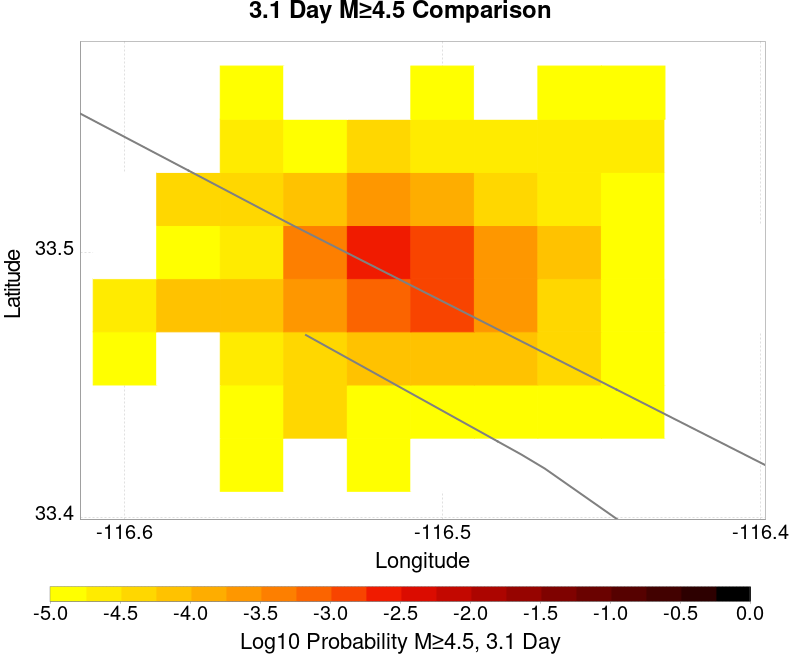 3.1 Day M≥4.5 Comparison
Latitude
33.5
33.4
-116.6 -116.5 -116.4
Longitude
-5.0 -4.5 -4.0 -3.5 -3.0 -2.5 -2.0 -1.5 -1.0 -0.5 0.0
Log10 Probability M≥4.5, 3.1 Day